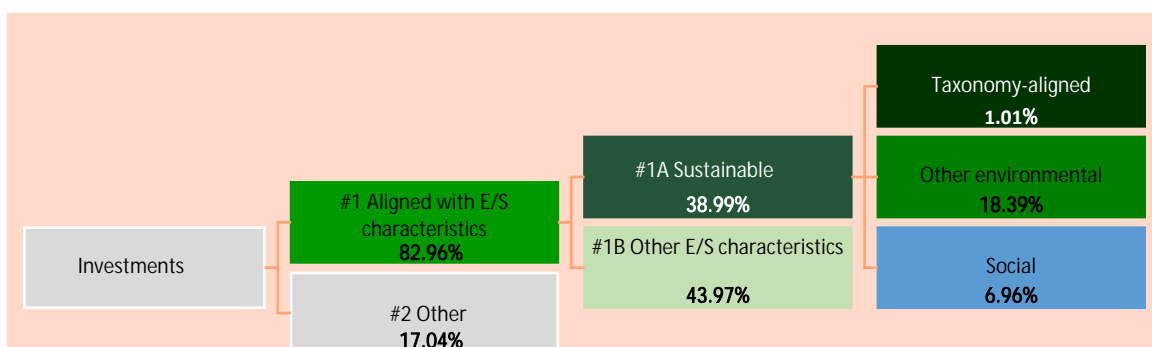 Investments
#1 Aligned with E/S
characteristics
82.96%
#2 Other
17.04%
#1A Sustainable
38.99%
#1B Other E/S characteristics
43.97%
Taxonomy-aligned
1.01%
Other environmental
18.39%
Social
6.96%